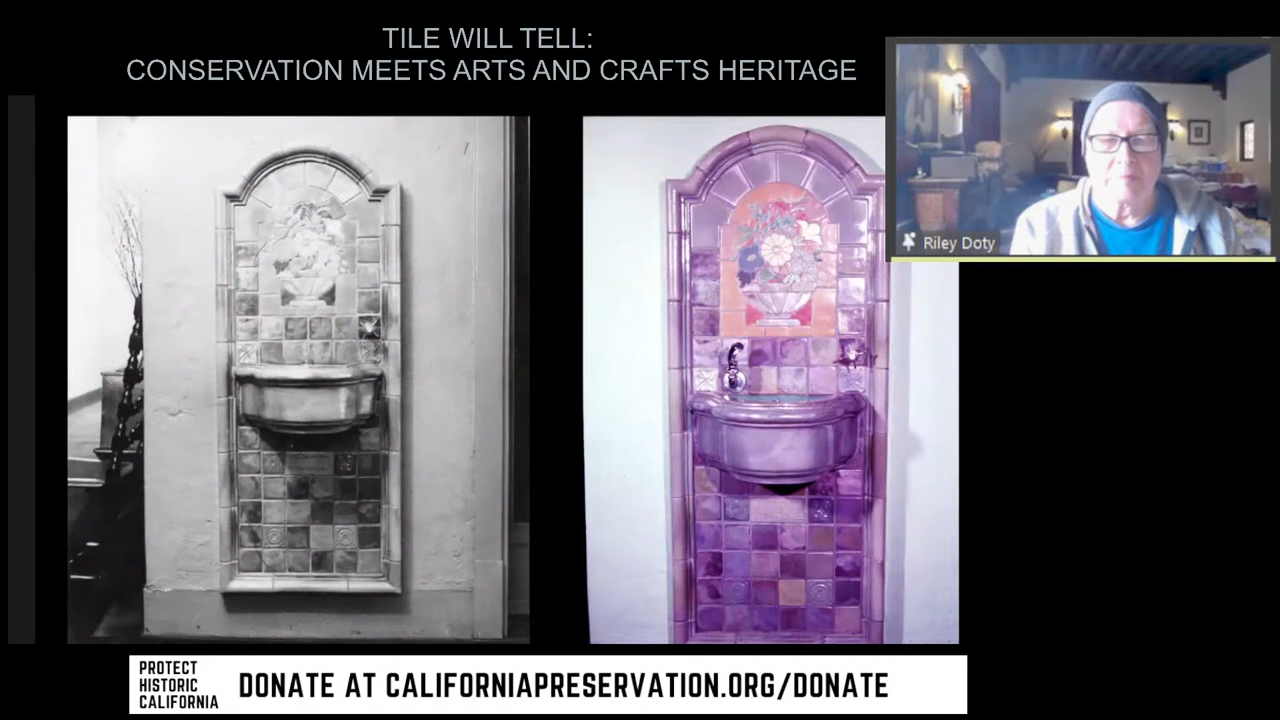 TILE WILL TELL:
CONSERVATION MEETS ARTS AND CRAFTS HERITAGE
Riley Doty
PROTECT
HISTORIC
CALIFORNIA
DONATE AT CALIFORNIAPRESERVATION.ORG/DONATE